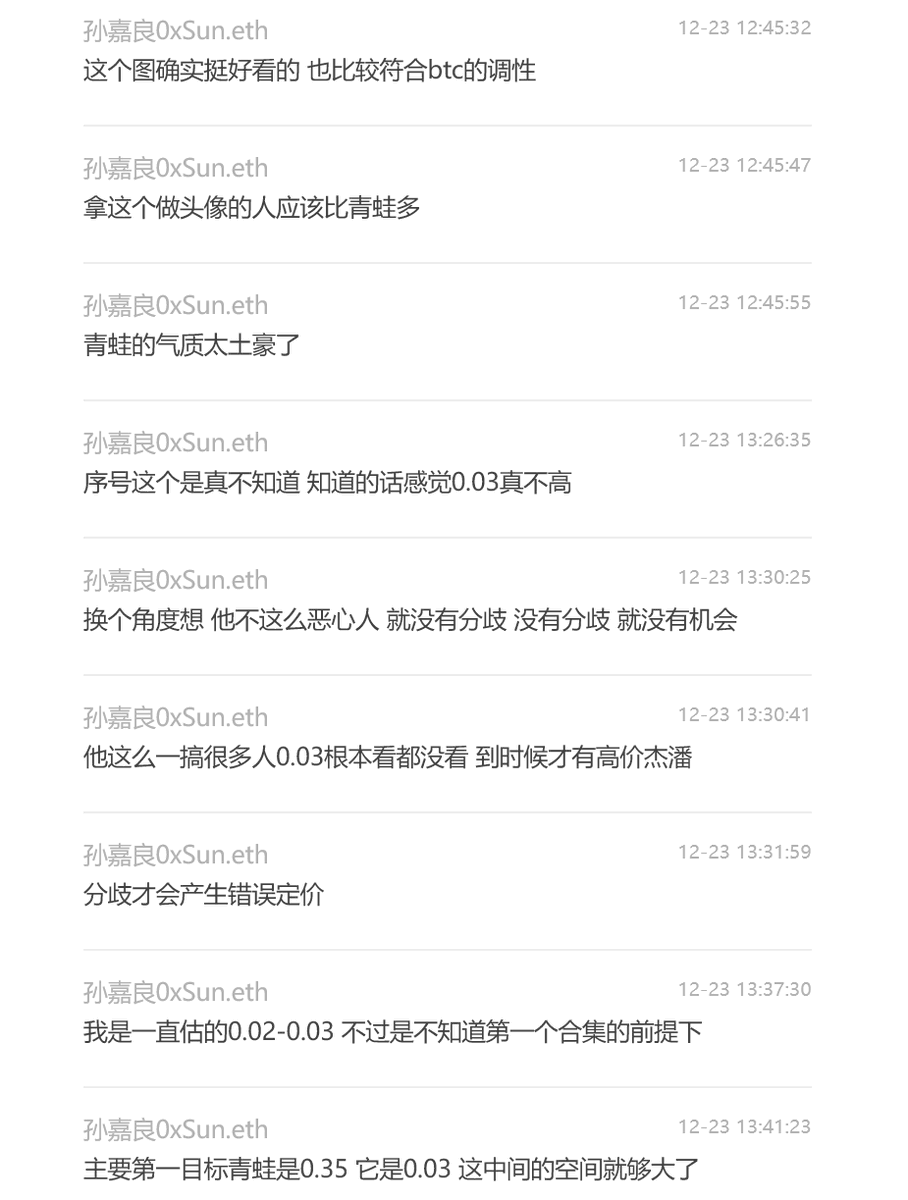 孙嘉良0xSun.eth 12-23 12:45:32
这个图确实挺好看的 也比较符合btc的调性
孙嘉良0xSun.eth 12-23 12:45:47
拿这个做头像的人应该比青蛙多
孙嘉良0xSun.eth 12-23 12:45:55
青蛙的气质太土豪了
孙嘉良0xSun.eth 12-23 13:26:35
序号这个是真不知道 知道的话感觉0.03真不高
孙嘉良0xSun.eth 12-23 13:30:25
换个角度想 他不这么恶心人 就没有分歧 没有分歧 就没有机会
孙嘉良0xSun.eth 12-23 13:30:41
他这么一搞很多人0.03根本看都没看 到时候才有高价杰潘
孙嘉良0xSun.eth 12-23 13:31:59
分歧才会产生错误定价
孙嘉良0xSun.eth 12-23 13:37:30
我是一直估的0.02-0.03 不过是不知道第一个合集的前提下
孙嘉良0xSun.eth 12-23 13:41:23
主要第一目标青蛙是0.35 它是0.03 这中间的空间就够大了